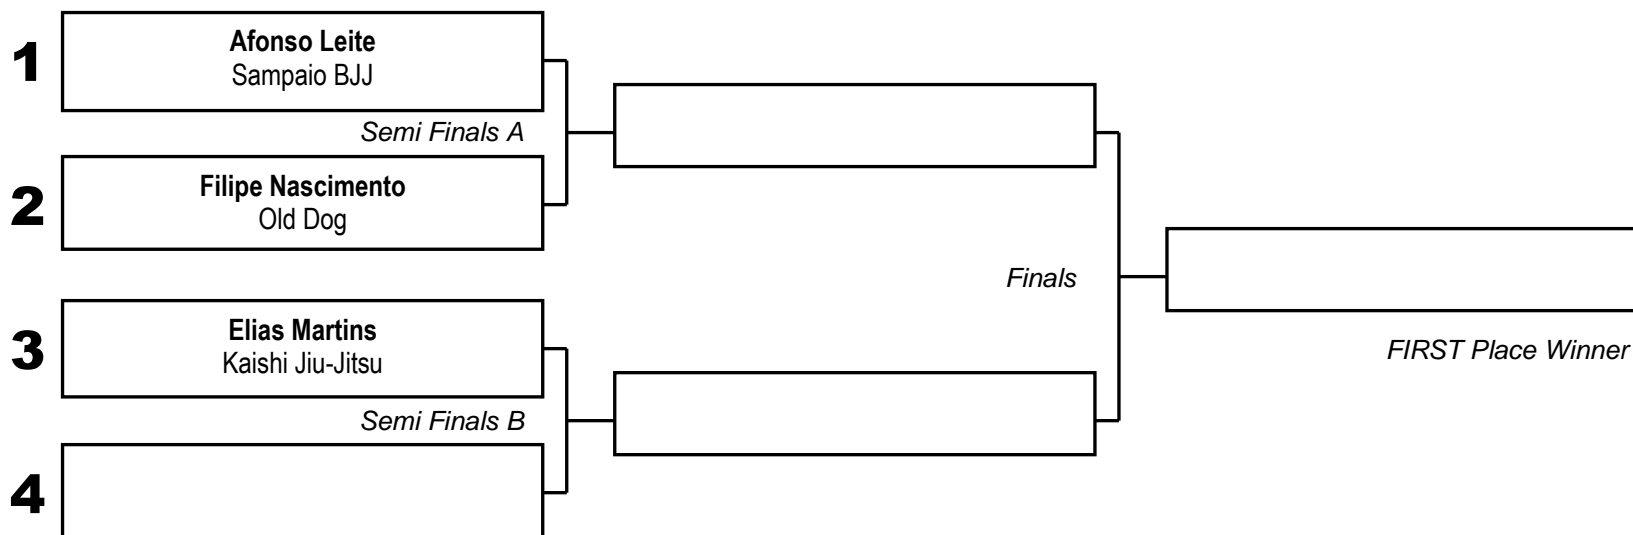 1
Afonso Leite
Sampaio BJJ
Semi Finals A
2
Filipe Nascimento
Old Dog
Finals
3
Elias Martins
Kaishi Jiu-Jitsu
FIRST Place Winner
Semi Finals B
4